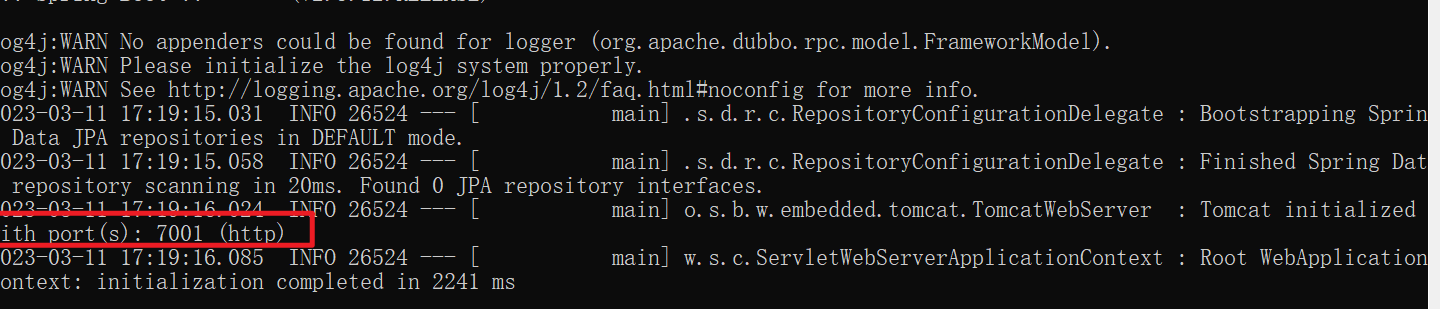 og4j:WARN No appenders could be found for logger (org.apache.dubbo.rpc.model.FrameworkModel).
og4j:WARN Please initialize the log4j system properly.
og4j:WARN See http://logging.apache.org/log4j/1.2/faq.html#noconfig for more info.
023-03-11 17:19:15.031  INFO 26524 --- [           main] .s.d.r.c.RepositoryConfigurationDelegate : Bootstrapping Sprin
 Data JPA repositories in DEFAULT mode.
023-03-11 17:19:15.058  INFO 26524 --- [           main] .s.d.r.c.RepositoryConfigurationDelegate : Finished Spring Dat
 repository scanning in 20ms. Found 0 JPA repository interfaces.
023-03-11 17:19:16.024  INFO 26524 --- [           main] o.s.b.w.embedded.tomcat.TomcatWebServer  : Tomcat initialized
ith port(s): 7001 (http)
023-03-11 17:19:16.085  INFO 26524 --- [           main] w.s.c.ServletWebServerApplicationContext : Root WebApplication
ontext: initialization completed in 2241 ms